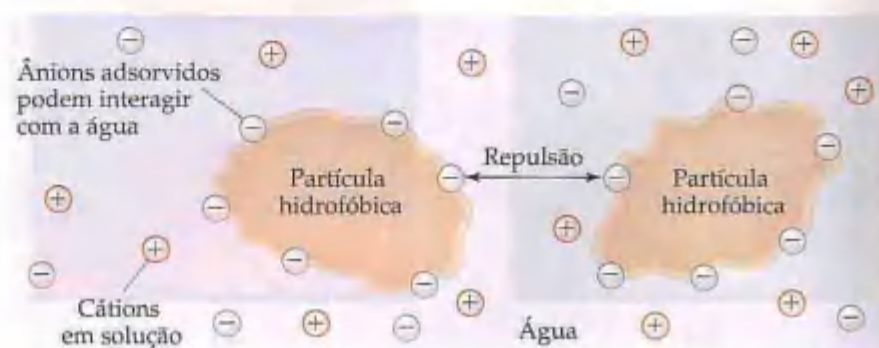 Ânions adsorvidos
podem interagir
com a água
Partícula
hidrofóbica
Repulsão
Partícula
hidrofóbica
Cátions
em solução
Água